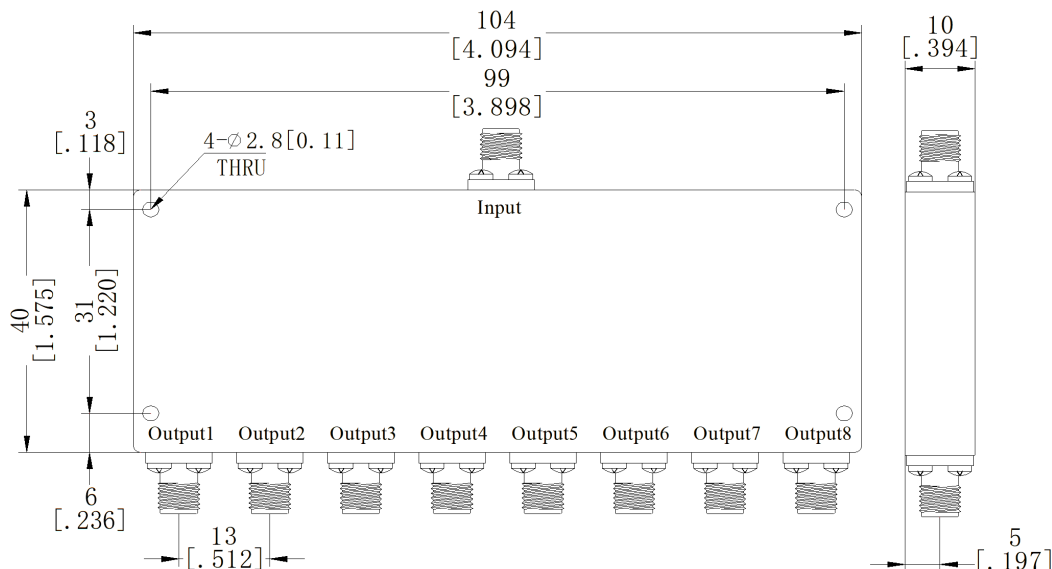 104
[4.094]
10
[.394]
99
[3.898]
3
[.118]
4-∅2.8[0.11]
THRU
Input
40
[1.575]
31
[1.220]
Output1
Output2
Output3
Output4
Output5
Output6
Output7
Output8
6
[.236]
13
[.512]
5
[.197]